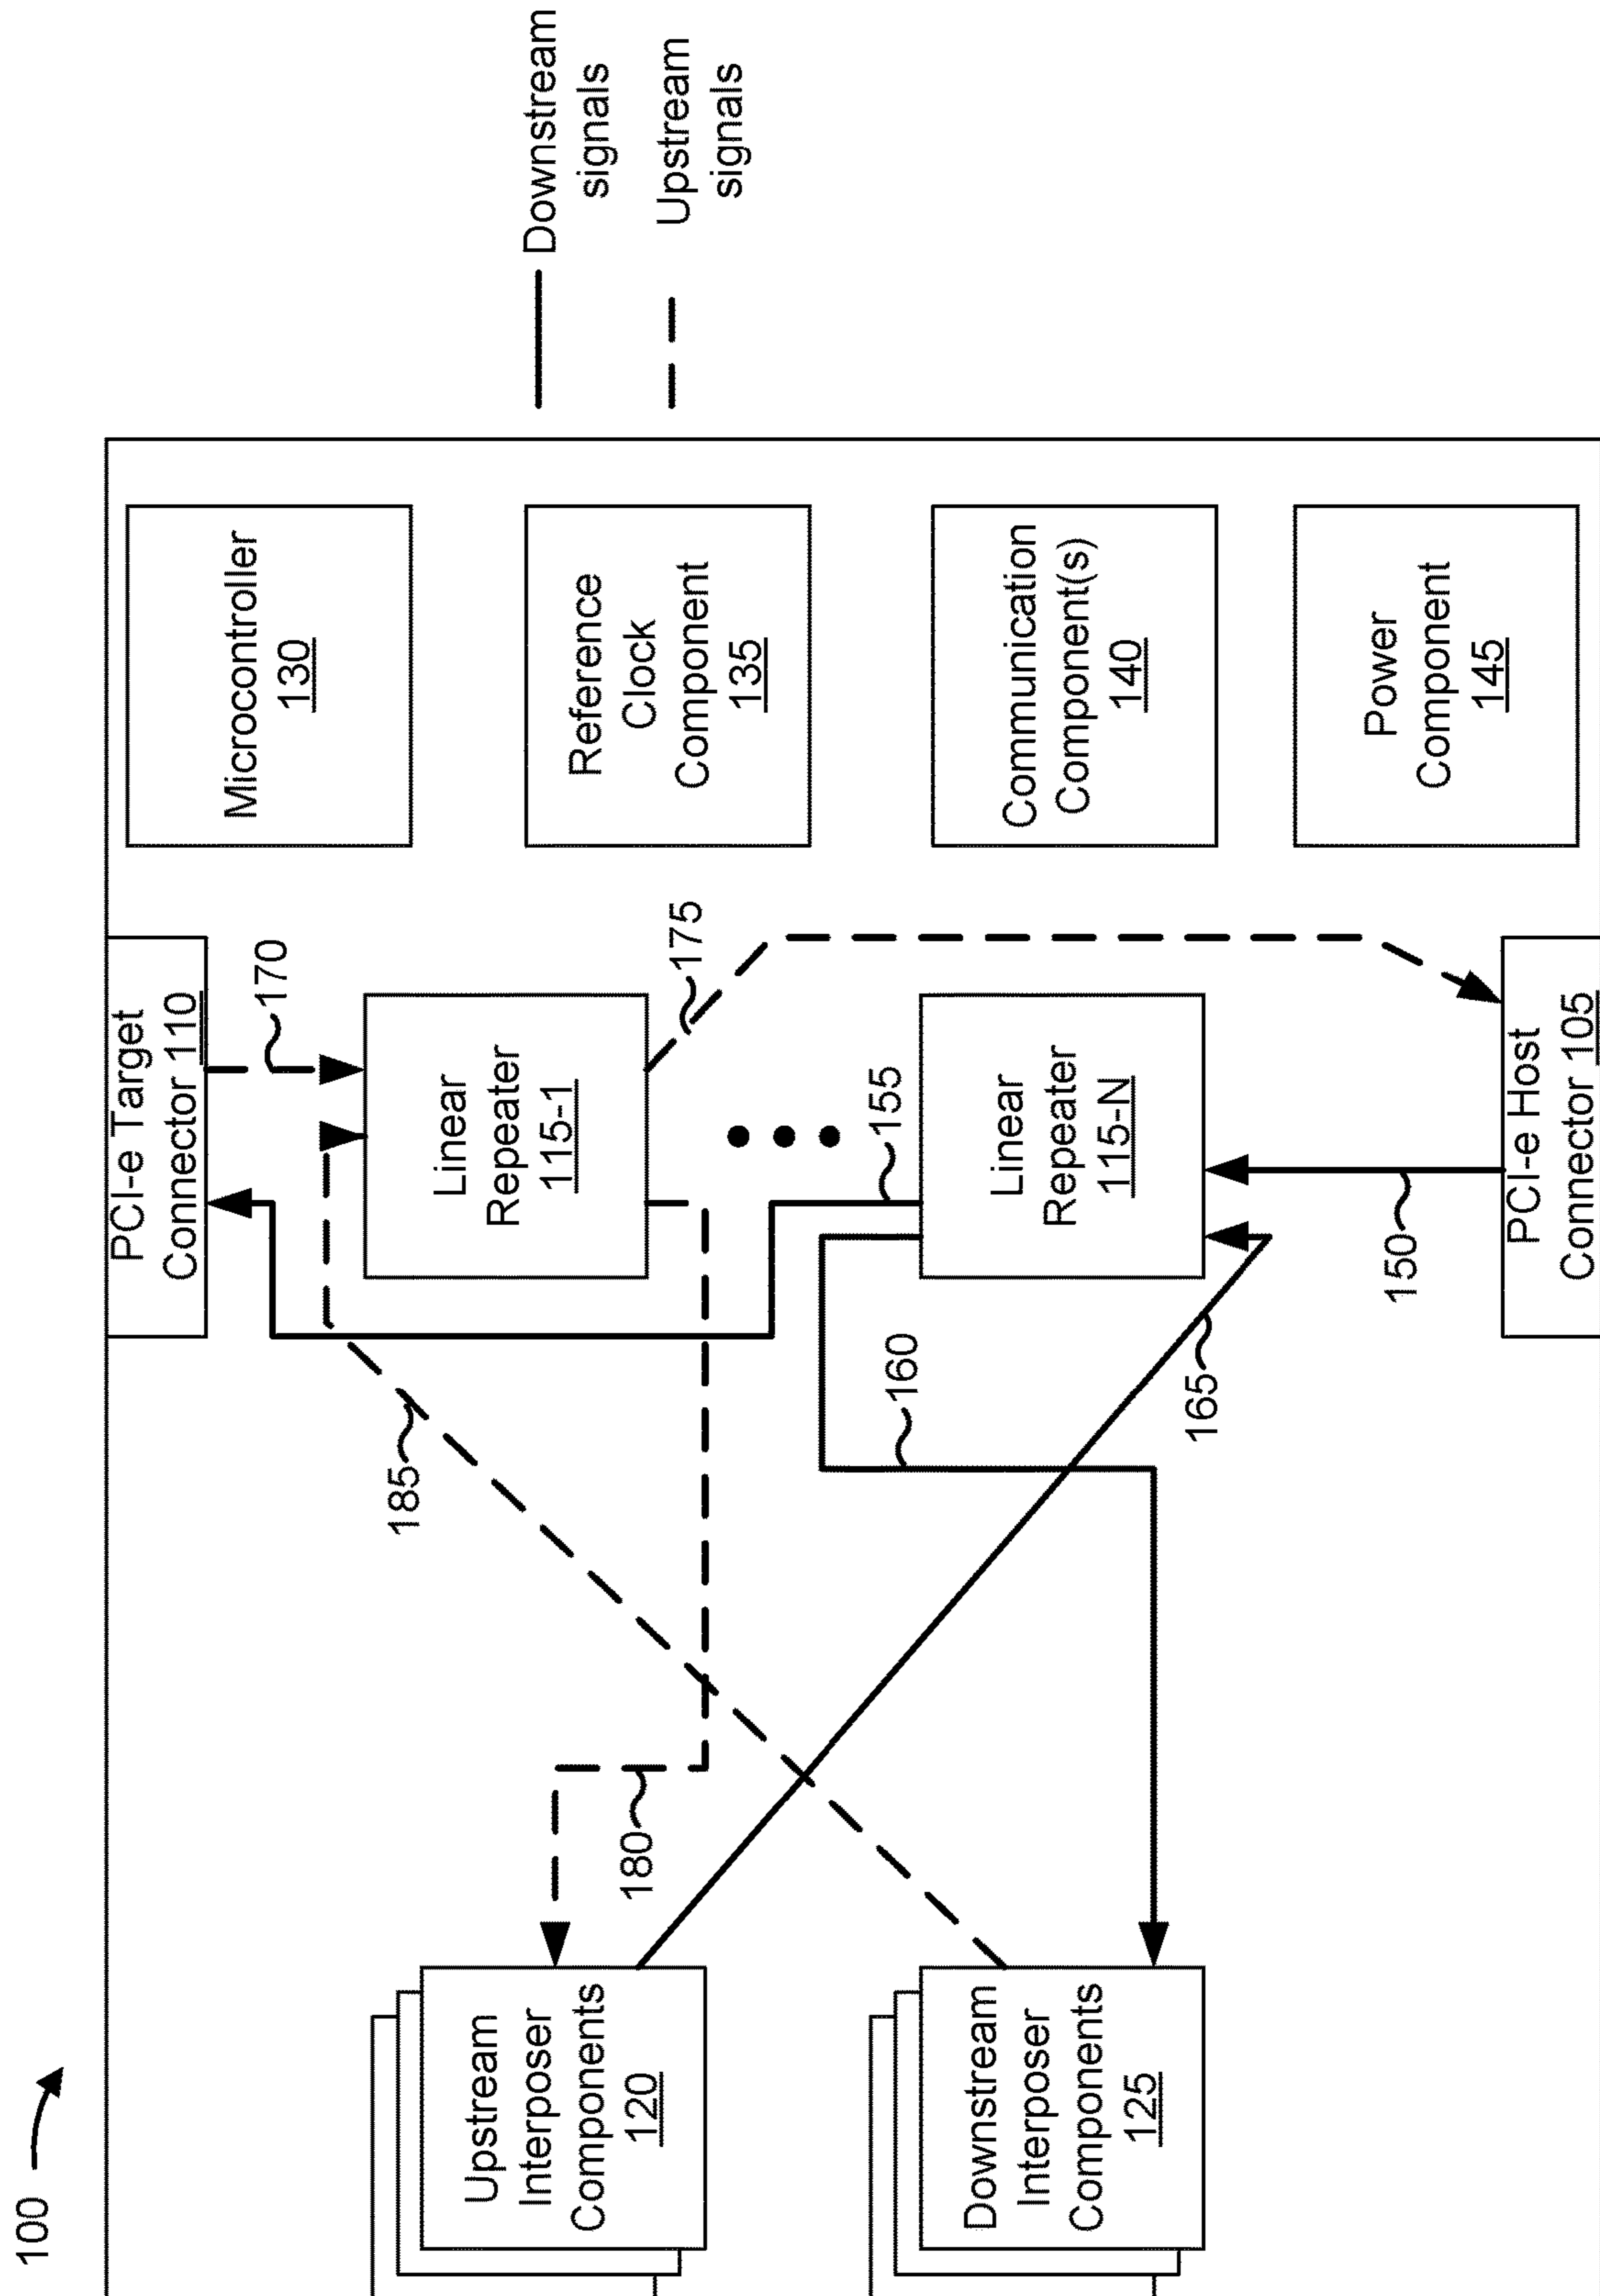 100
Upstream
Interposer
Components
120
Downstream
Interposer
Components
125
180
185
160
165
150
155
PCI-e Target
Connector 110
170
Linear
Repeater
115-1
175
Linear
Repeater
115-N
PCI-e Host
Connector 105
Microcontroller
130
Reference
Clock
Component
135
Communication
Component(s)
140
Power
Component
145
Downstream
signals
Upstream
signals